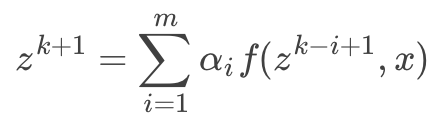 $z^{k+1} = \sum_{i=1}^{m} \alpha_i f(z^{k-i+1}, x)$